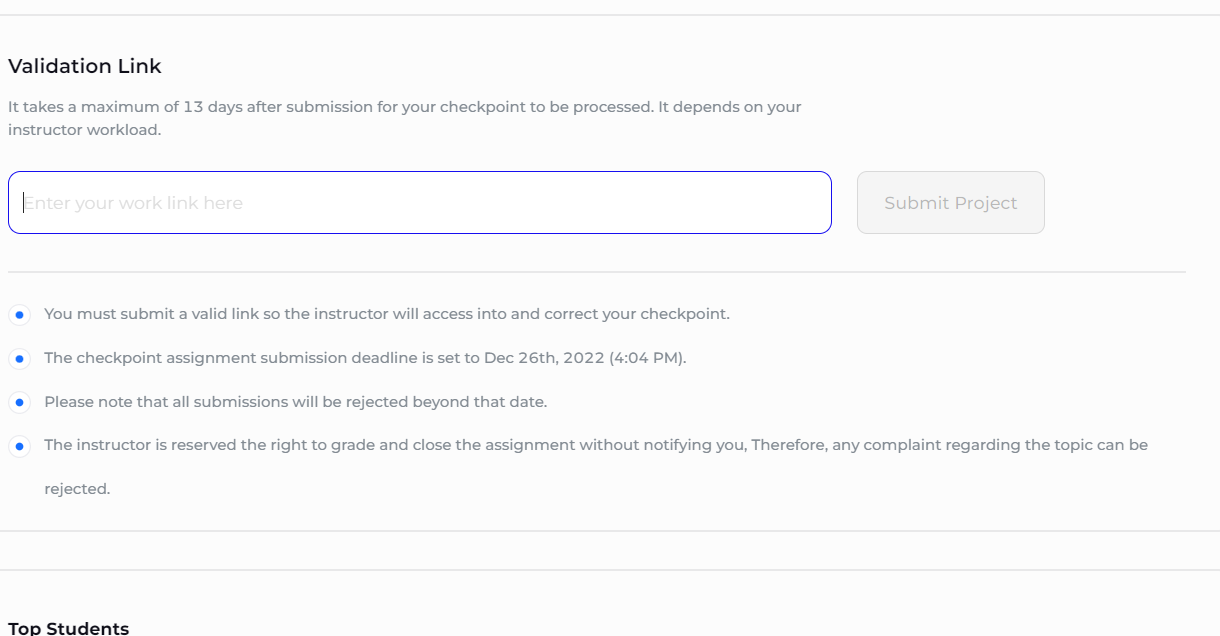 Validation Link
It takes a maximum of 13 days after submission for your checkpoint to be processed. It depends on your
instructor workload.
Enter your work link here
Submit Project
You must submit a valid link so the instructor will access into and correct your checkpoint.
The checkpoint assignment submission deadline is set to Dec 26th, 2022 (4:04 PM).
Please note that all submissions will be rejected beyond that date.
The instructor is reserved the right to grade and close the assignment without notifying you, Therefore, any complaint regarding the topic can be
rejected.
Top Students